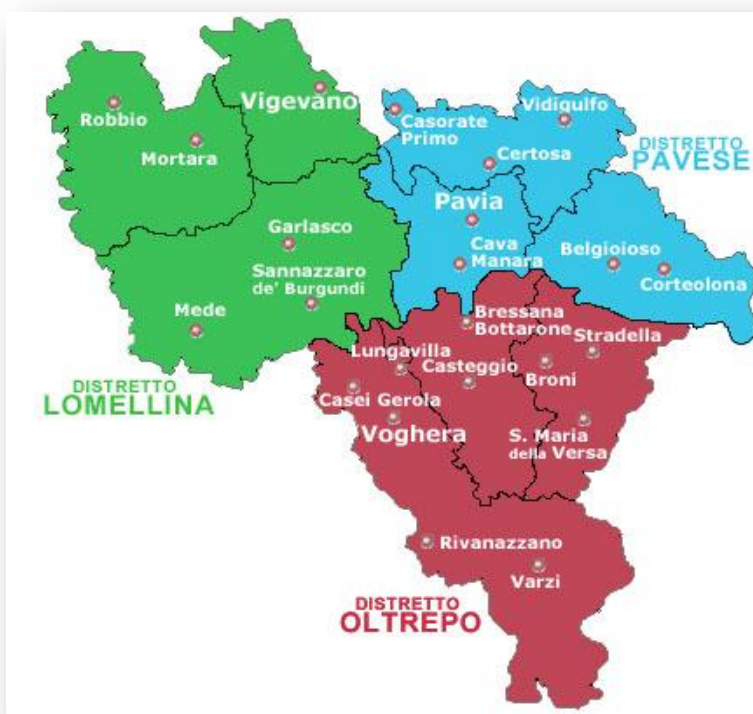 Vigevano
Robbio
Mortara
Casorate
Primo
Vidigulfo
Certosa
DISTRETTO
PAVESE
Pavia
Cava
Manara
Belgioioso
Corteolona
Garlasco
Sannazzaro
de' Burgundi
Mede
DISTRETTO
LOMELLINA
Bressana
Bottarone
Stradella
Lungavilla
Casteggio
Broni
Casei Gerola
Voghera
S. Maria
della Versa
Rivanazzano
Varzi
DISTRETTO
OLTREPO